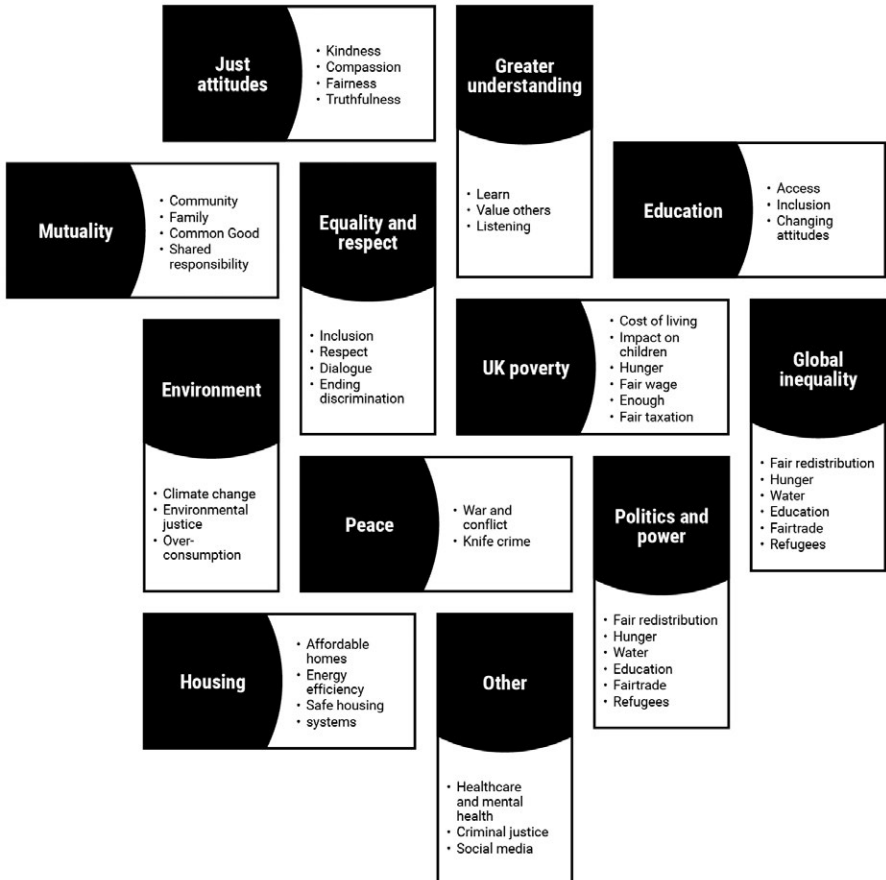 Just
attitudes
• Kindness
• Compassion
• Fairness
• Truthfulness
Greater
understanding
• Learn
• Value others
• Listening
Mutuality
• Community
• Family
• Common Good
• Shared
responsibility
Equality and
respect
• Inclusion
• Respect
• Dialogue
• Ending
discrimination
Education
• Access
• Inclusion
• Changing
attitudes
Environment
• Climate change
• Environmental
justice
• Over-
consumption
UK poverty
• Cost of living
• Impact on
children
• Hunger
• Fair wage
• Enough
• Fair taxation
Global
inequality
• Fair redistribution
• Hunger
• Water
• Education
• Fairtrade
• Refugees
Peace
• War and
conflict
• Knife crime
Politics and
power
• Fair redistribution
• Hunger
• Water
• Education
• Fairtrade
• Refugees
Housing
• Affordable
homes
• Energy
efficiency
• Safe housing
• systems
Other
• Healthcare
and mental
health
• Criminal justice
• Social media